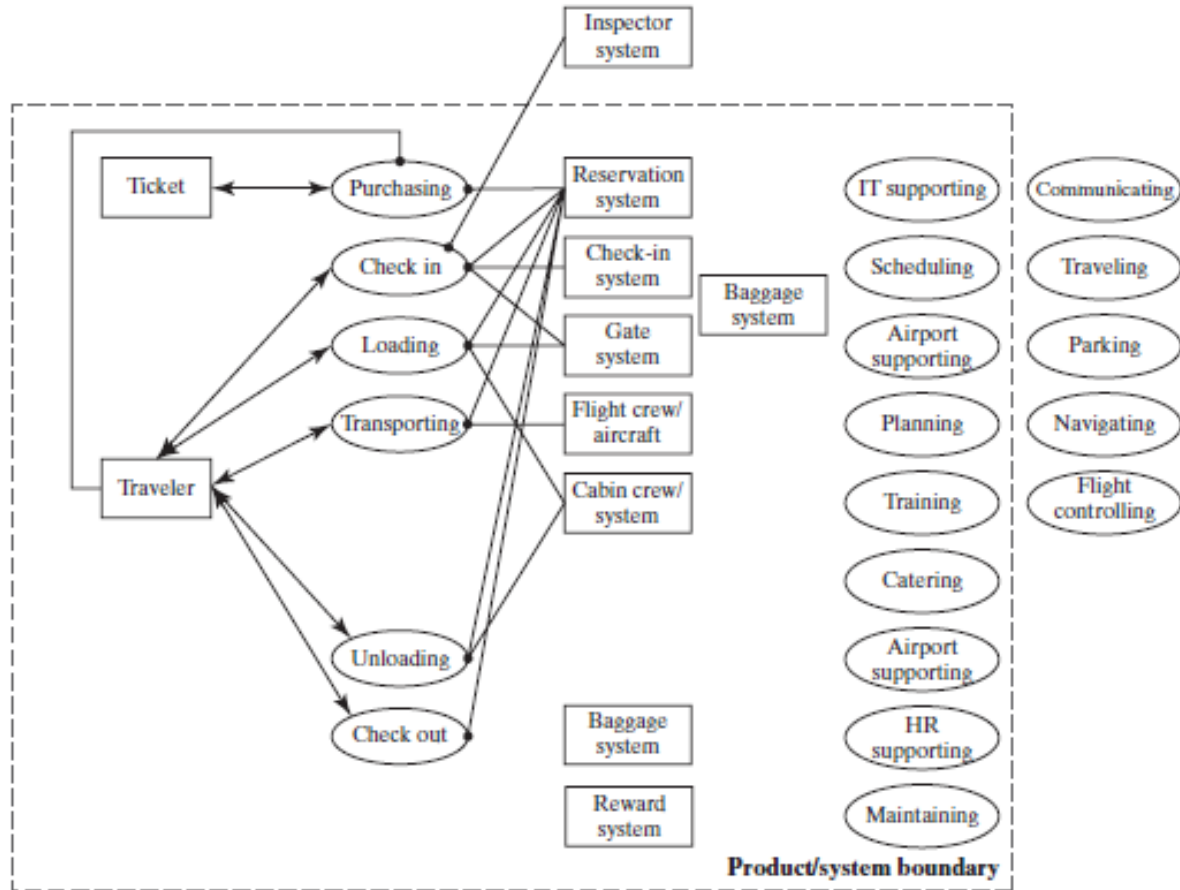 Inspector
system
Ticket
Purchasing
Reservation
system
IT supporting
Communicating
Check in
Check-in
system
Scheduling
Traveling
Baggage
system
Loading
Gate
system
Airport
supporting
Parking
Transporting
Flight crew/
aircraft
Planning
Navigating
Traveler
Cabin crew/
system
Training
Flight
controlling
Catering
Unloading
Airport
supporting
Check out
Baggage
system
HR
supporting
Reward
system
Maintaining
Product/system boundary